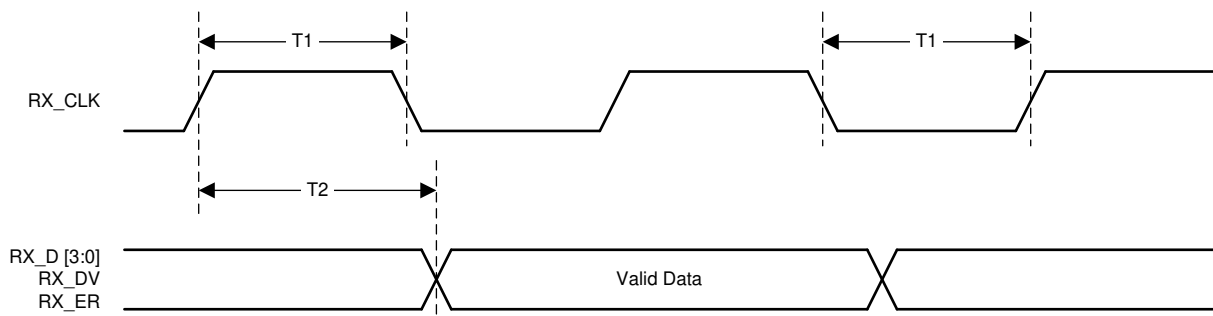 T1
T1
RX_CLK
T2
RX_D [3:0]
RX_DV
Valid Data
RX_ER